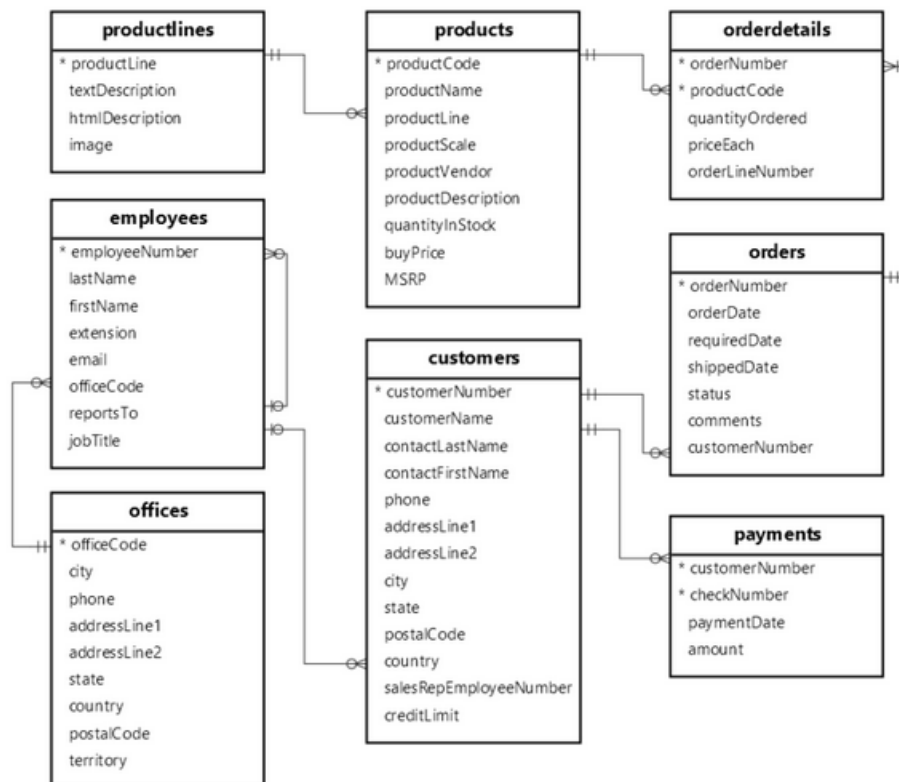 productlines
* productLine
textDescription
htmlDescription
image
products
* productCode
productName
productLine
productScale
productVendor
productDescription
quantityInStock
buyPrice
MSRP
orderdetails
* orderNumber
* productCode
quantityOrdered
priceEach
orderLineNumber
employees
* employeeNumber
lastName
firstName
extension
email
officeCode
reportsTo
jobTitle
customers
* customerNumber
customerName
contactLastName
contactFirstName
phone
addressLine1
addressLine2
city
state
postalCode
country
salesRepEmployeeNumber
creditLimit
orders
* orderNumber
orderDate
requiredDate
shippedDate
status
comments
customerNumber
offices
* officeCode
city
phone
addressLine1
addressLine2
state
country
postalCode
territory
payments
* customerNumber
* checkNumber
paymentDate
amount